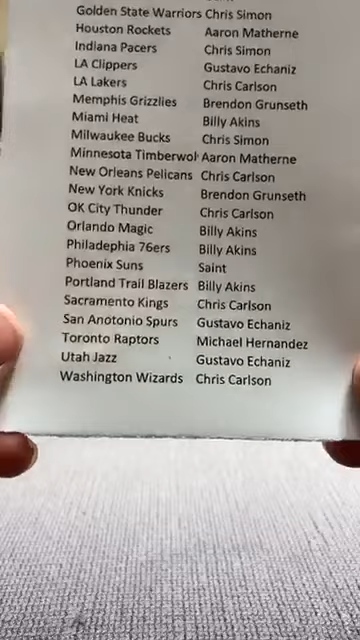 Golden State Warriors Chris Simon
Houston Rockets Aaron Matherne
Indiana Pacers Chris Simon
LA Clippers Gustavo Echaniz
LA Lakers Chris Carlson
Memphis Grizzlies Brendon Grunseth
Miami Heat Billy Akins
Milwaukee Bucks Chris Simon
Minnesota Timberwol Aaron Matherne
New Orleans Pelicans Chris Carlson
New York Knicks Brendon Grunseth
OK City Thunder Chris Carlson
Orlando Magic Billy Akins
Philadephia 76ers Billy Akins
Phoenix Suns Saint
Portland Trail Blazers Billy Akins
Sacramento Kings Chris Carlson
San Anotonio Spurs Gustavo Echaniz
Toronto Raptors Michael Hernandez
Utah Jazz Gustavo Echaniz
Washington Wizards Chris Carlson